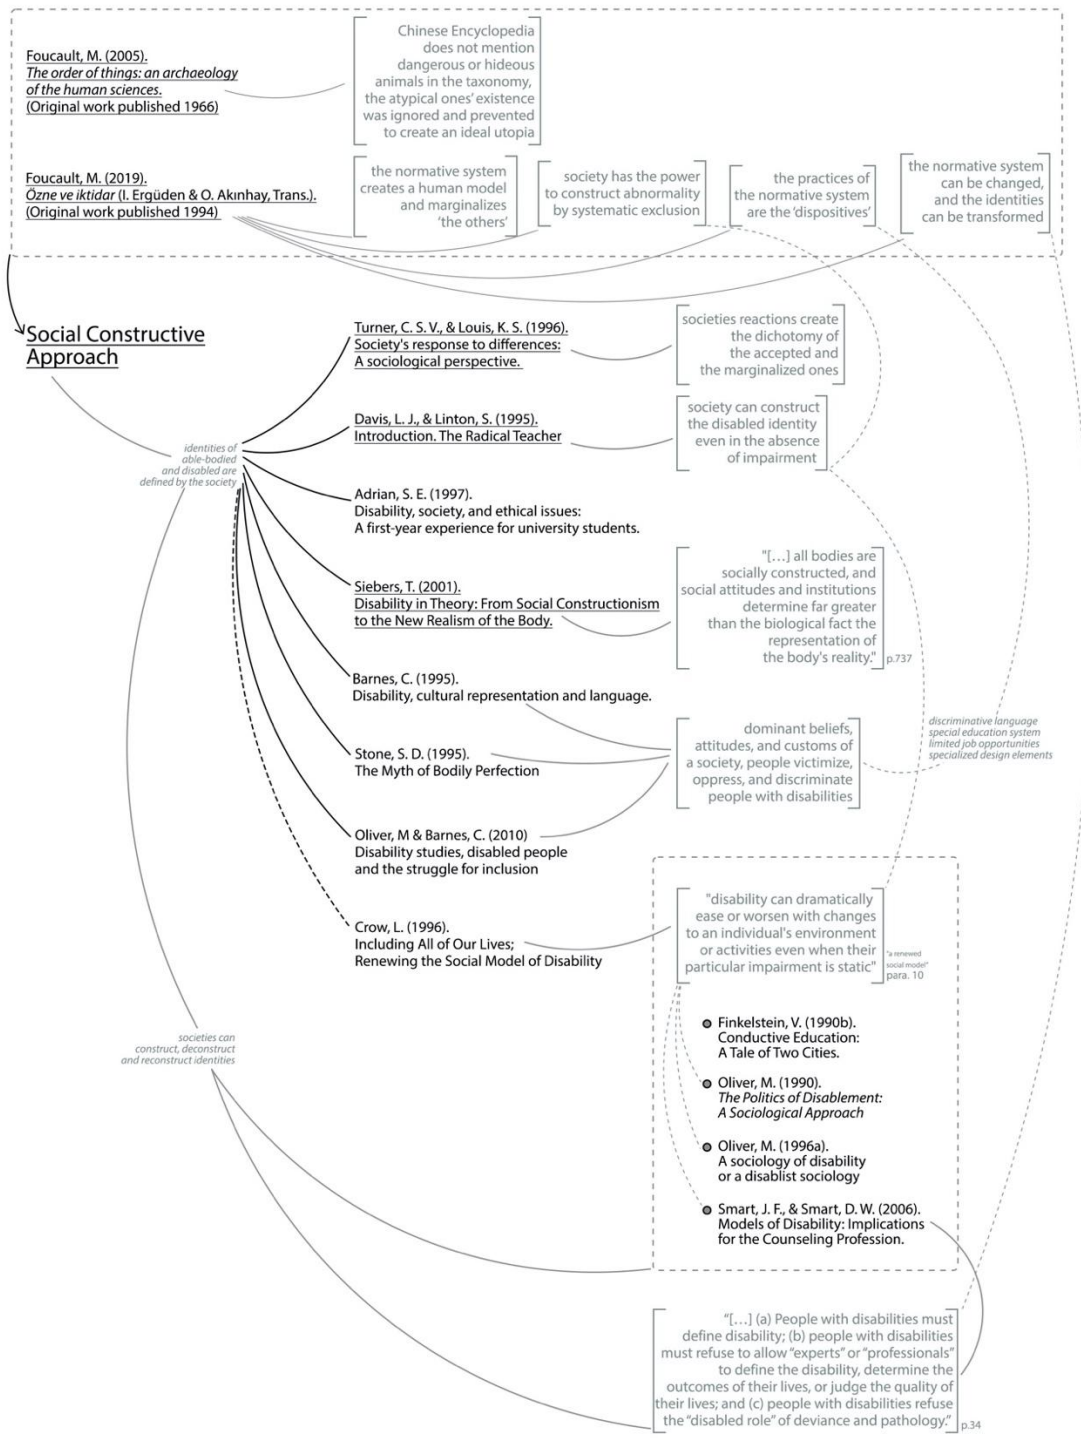 Foucault, M. (2005).
The order of things: an archaeology
of the human sciences.
(Original work published 1966)
Chinese Encyclopedia
does not mention
dangerous or hideous
animals in the taxonomy,
the atypical ones' existence
was ignored and prevented
to create an ideal utopia
Foucault, M. (2019).
Özne ve iktidar (I. Ergüden & O. Akınhay, Trans.).
(Original work published 1994)
the normative system
creates a human model
and marginalizes
'the others'
society has the power
to construct abnormality
by systematic exclusion
the practices of
the normative system
are the 'dispositives'
the normative system
can be changed,
and the identities
can be transformed
Social Constructive
Approach
identities of
able-bodied
and disabled are
defined by the society
Turner, C. S. V., & Louis, K. S. (1996).
Society's response to differences:
A sociological perspective.
societies reactions create
the dichotomy of
the accepted and
the marginalized ones
Davis, L. J., & Linton, S. (1995).
Introduction. The Radical Teacher
society can construct
the disabled identity
even in the absence
of impairment
Adrian, S. E. (1997).
Disability, society, and ethical issues:
A first-year experience for university students.
Siebers, T. (2001).
Disability in Theory: From Social Constructionism
to the New Realism of the Body.
"[...] all bodies are
socially constructed, and
social attitudes and institutions
determine far greater
than the biological fact the
representation of
the body's reality."
p.737
Barnes, C. (1995).
Disability, cultural representation and language.
Stone, S. D. (1995).
The Myth of Bodily Perfection
dominant beliefs,
attitudes, and customs of
a society, people victimize,
oppress, and discriminate
people with disabilities
discriminative language
special education system
limited job opportunities
specialized design elements
Oliver, M & Barnes, C. (2010)
Disability studies, disabled people
and the struggle for inclusion
Crow, L. (1996).
Including All of Our Lives;
Renewing the Social Model of Disability
"disability can dramatically
ease or worsen with changes
to an individual's environment
or activities even when their
particular impairment is static"
"a renewed
social model"
para. 10
Finkelstein, V. (1990b).
Conductive Education:
A Tale of Two Cities.
Oliver, M. (1990).
The Politics of Disablement:
A Sociological Approach
Oliver, M. (1996a).
A sociology of disability
or a disablist sociology
Smart, J. F., & Smart, D. W. (2006).
Models of Disability: Implications
for the Counseling Profession.
societies can
construct, deconstruct
and reconstruct identities
"[...] (a) People with disabilities must
define disability; (b) people with disabilities
must refuse to allow "experts" or "professionals"
to define the disability, determine the
outcomes of their lives, or judge the quality of
their lives; and (c) people with disabilities refuse
the "disabled role" of deviance and pathology."
p.34